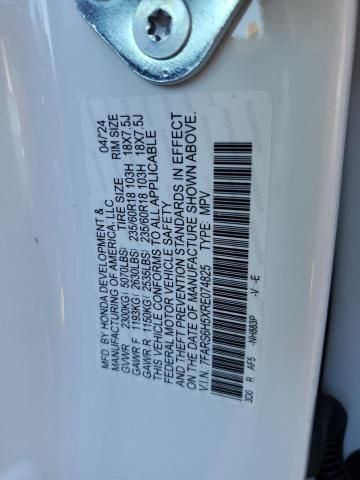 MFD. BY HONDA DEVELOPMENT & 04/'24
MANUFACTURING OF AMERICA, LLC
GVWR 2300KG( 5070LBS) TIRE SIZE RIM SIZE
GAWR F 1193KG( 2630LBS) 235/60R18 103H 18X7.5J
GAWR R 1150KG( 2536LBS) 235/60R18 103H 18X7.5J
THIS VEHICLE CONFORMS TO ALL APPLICABLE
FEDERAL MOTOR VEHICLE SAFETY
AND THEFT PREVENTION STANDARDS IN EFFECT
ON THE DATE OF MANUFACTURE SHOWN ABOVE.
V.I.N. 7FARS6H5XRE074825 TYPE: MPV
3D0 R AF5 -NH883P -V -E